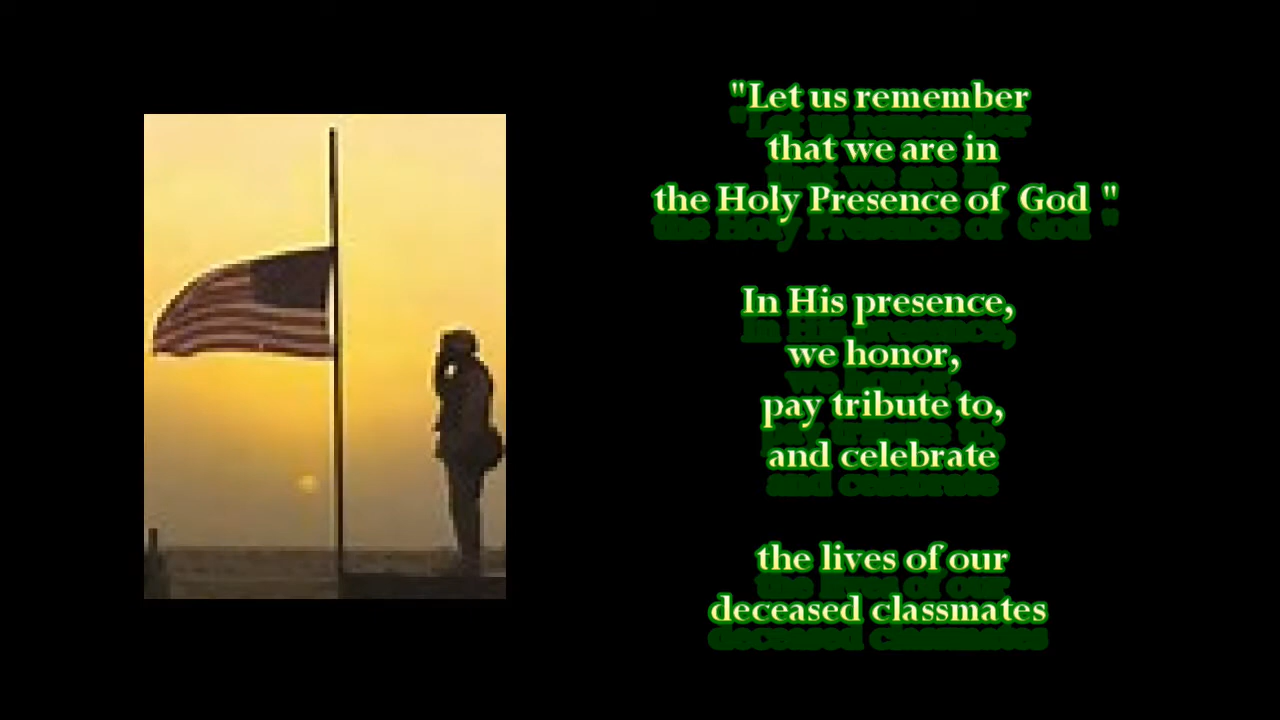 "Let us remember
that we are in
the Holy Presence of God "
In His presence,
we honor,
pay tribute to,
and celebrate
the lives of our
deceased classmates